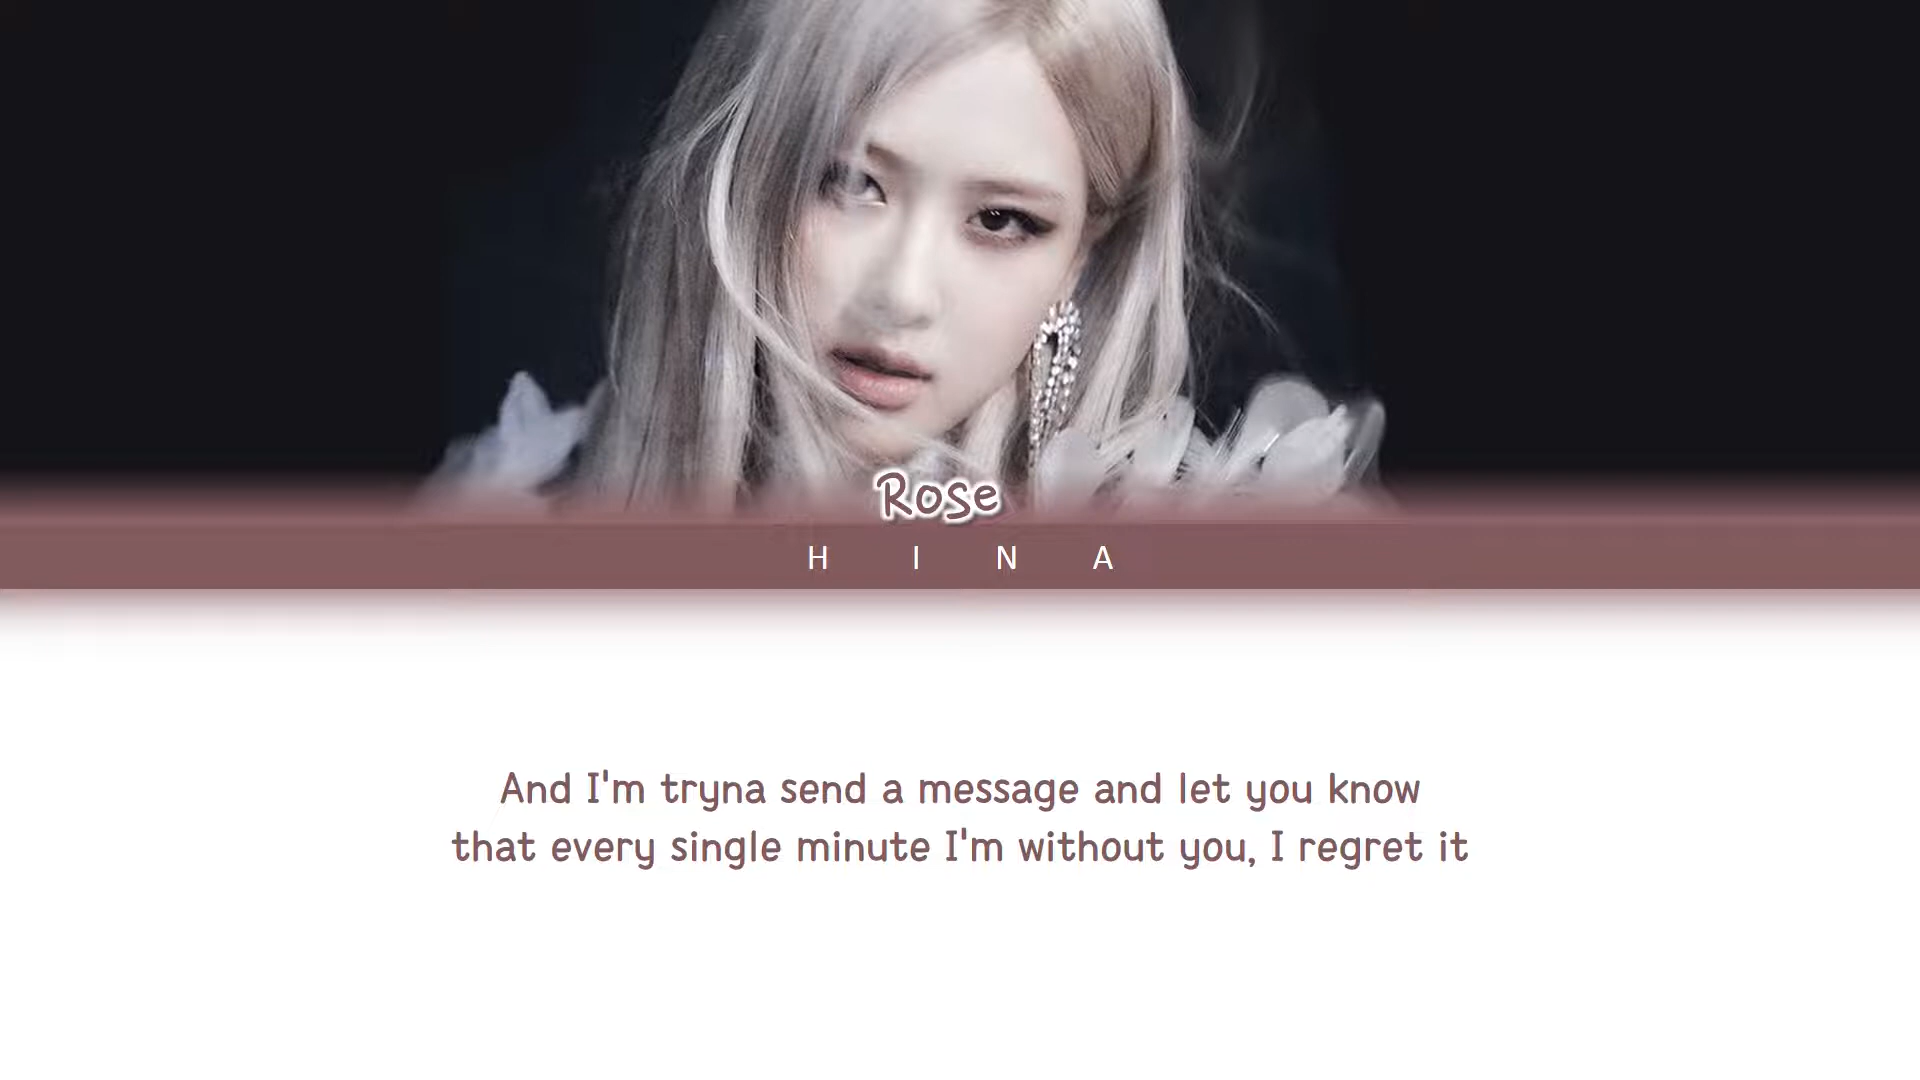 Rose
H I N A
And I'm tryna send a message and let you know
that every single minute I'm without you, I regret it